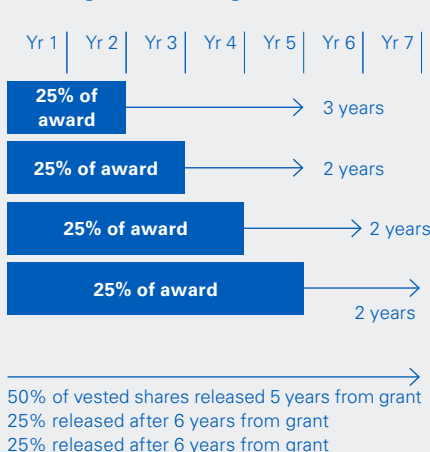 Yr 1 Yr 2 Yr 3 Yr 4 Yr 5 Yr 6 Yr 7
25% of
award
3 years
25% of award
2 years
25% of award
2 years
25% of award
2 years
50% of vested shares released 5 years from grant
25% released after 6 years from grant
25% released after 6 years from grant